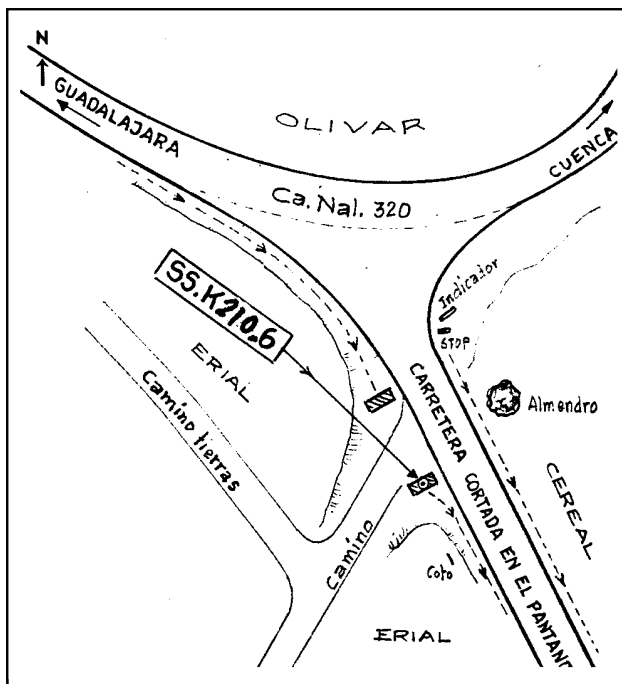 N
GUADALAJARA
OLIVAR
CUENCA
Ca. Nal. 320
SS.K210.6
Indicador
STOP
ERIAL
Almendro
Camino tierras
CARRETERA CORTADA EN EL PANTANO
CEREAL
Camino
Coto
ERIAL